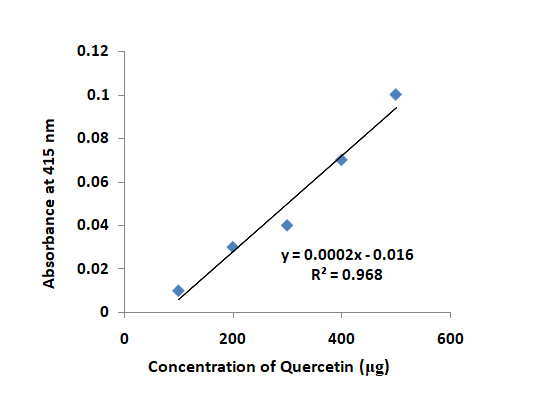 0.12
0.1
0.08
0.06
0.04
0.02
0
Absorbance at 415 nm
y = 0.0002x - 0.016
R² = 0.968
0 200 400 600
Concentration of Quercetin (µg)